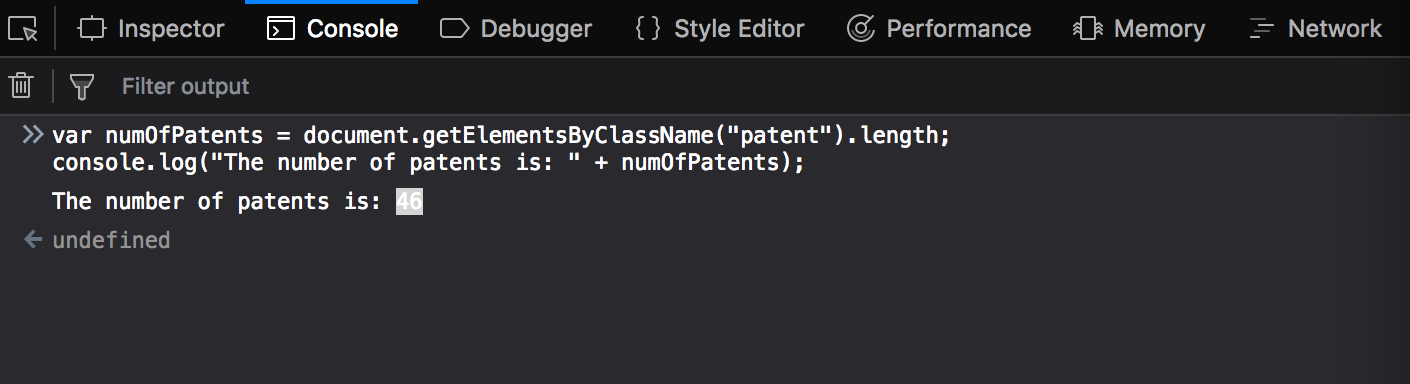 Inspector Console Debugger { } Style Editor Performance Memory Network
Filter output
var numOfPatents = document.getElementsByClassName("patent").length;
console.log("The number of patents is: " + numOfPatents);
The number of patents is: 46
undefined